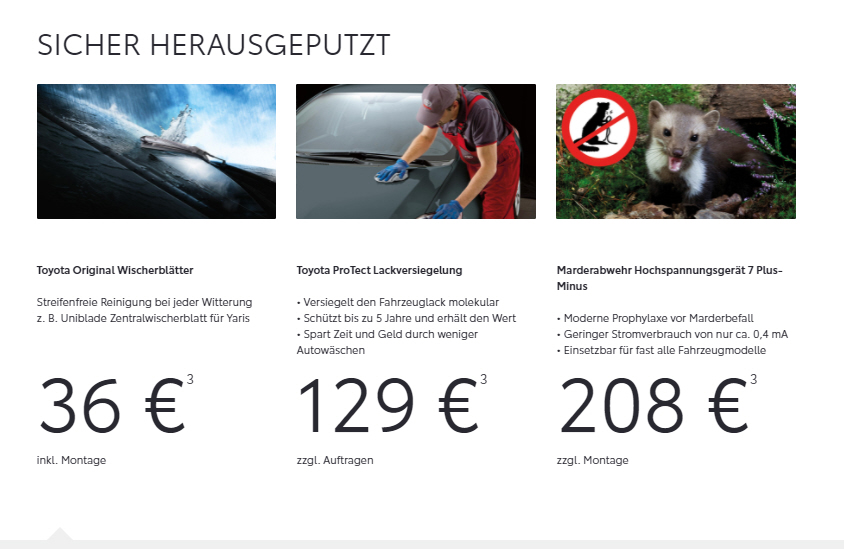 SICHER HERAUSGEPUTZT
Toyota Original Wischerblätter
Streifenfreie Reinigung bei jeder Witterung
z. B. Uniblade Zentralwischerblatt für Yaris
36 €3
inkl. Montage
Toyota ProTect Lackversiegelung
• Versiegelt den Fahrzeuglack molekular
• Schützt bis zu 5 Jahre und erhält den Wert
• Spart Zeit und Geld durch weniger
Autowäschen
129 €3
zzgl. Auftragen
Marderabwehr Hochspannungsgerät 7 Plus-
Minus
• Moderne Prophylaxe vor Marderbefall
• Geringer Stromverbrauch von nur ca. 0,4 mA
• Einsetzbar für fast alle Fahrzeugmodelle
208 €3
zzgl. Montage